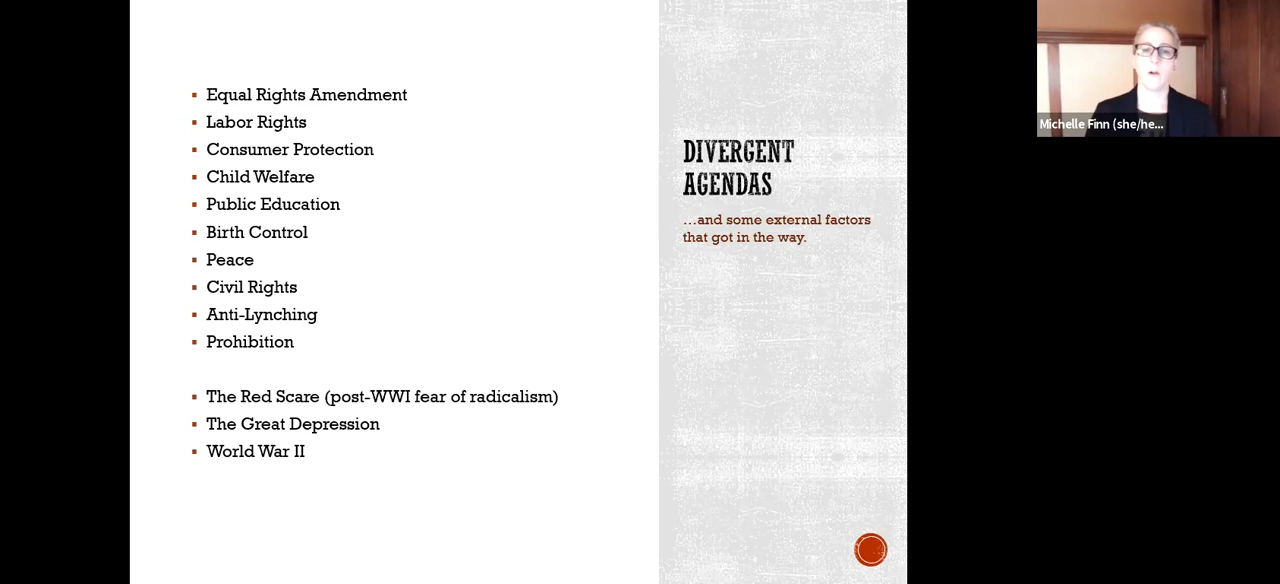 Equal Rights Amendment
Labor Rights
Consumer Protection
Child Welfare
Public Education
Birth Control
Peace
Civil Rights
Anti-Lynching
Prohibition
The Red Scare (post-WWI fear of radicalism)
The Great Depression
World War II
DIVERGENT
AGENDAS
...and some external factors
that got in the way.
Michelle Finn (she/he...